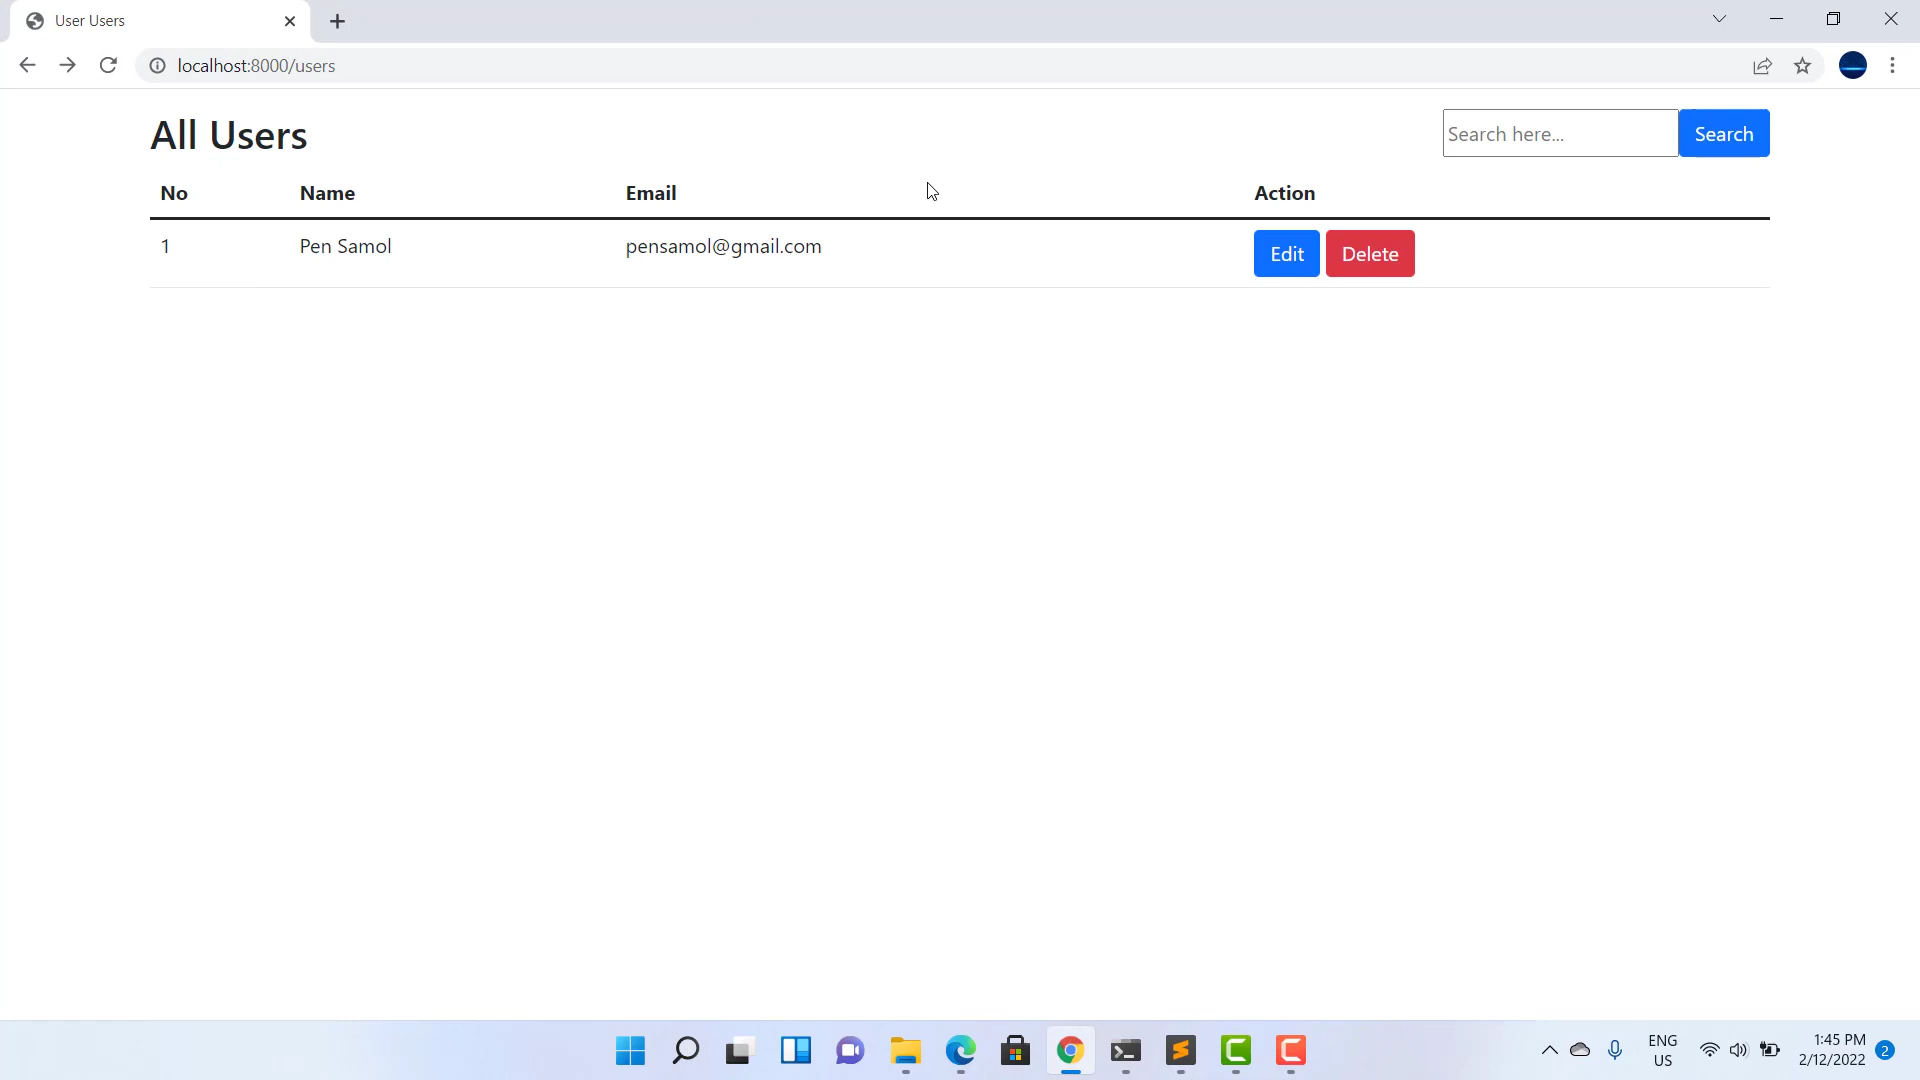 User Users
localhost:8000/users
All Users
Search here...
Search
No Name Email Action
1 Pen Samol pensamol@gmail.com Edit Delete
ENG
US
1:45 PM
2/12/2022
2